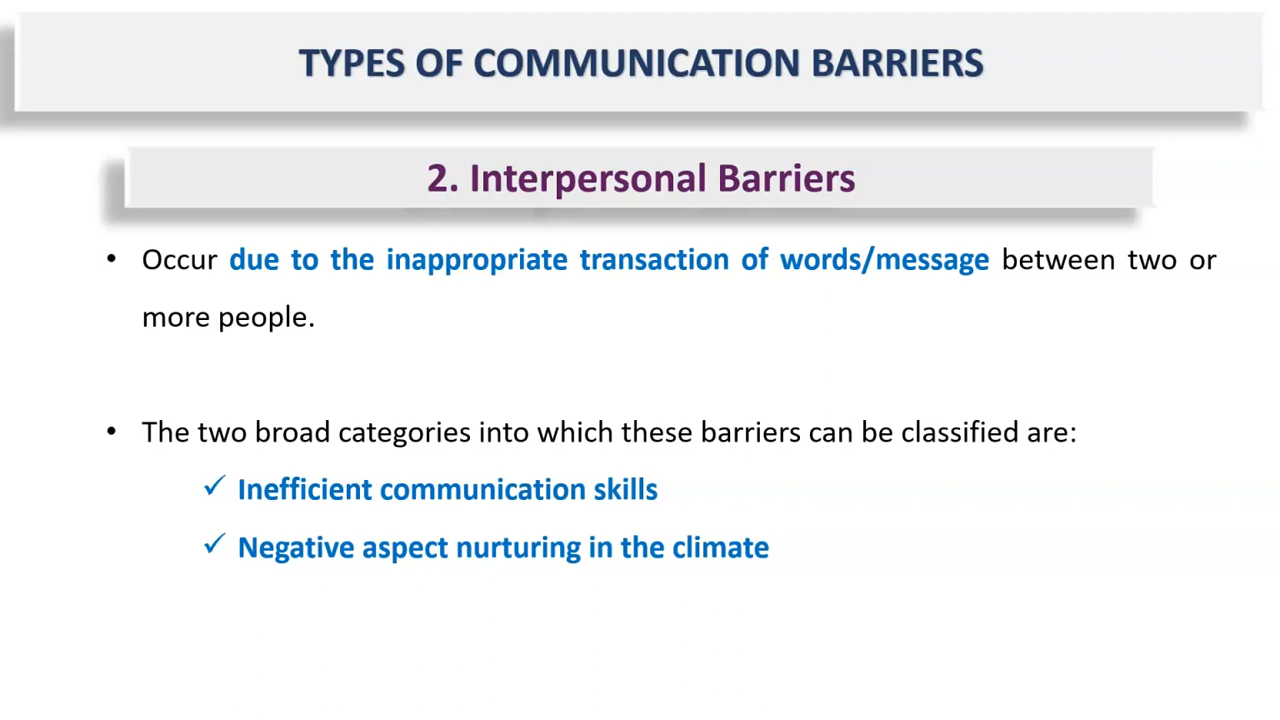 TYPES OF COMMUNICATION BARRIERS
2. Interpersonal Barriers
• Occur due to the inappropriate transaction of words/message between two or
more people.
• The two broad categories into which these barriers can be classified are:
✓ Inefficient communication skills
✓ Negative aspect nurturing in the climate